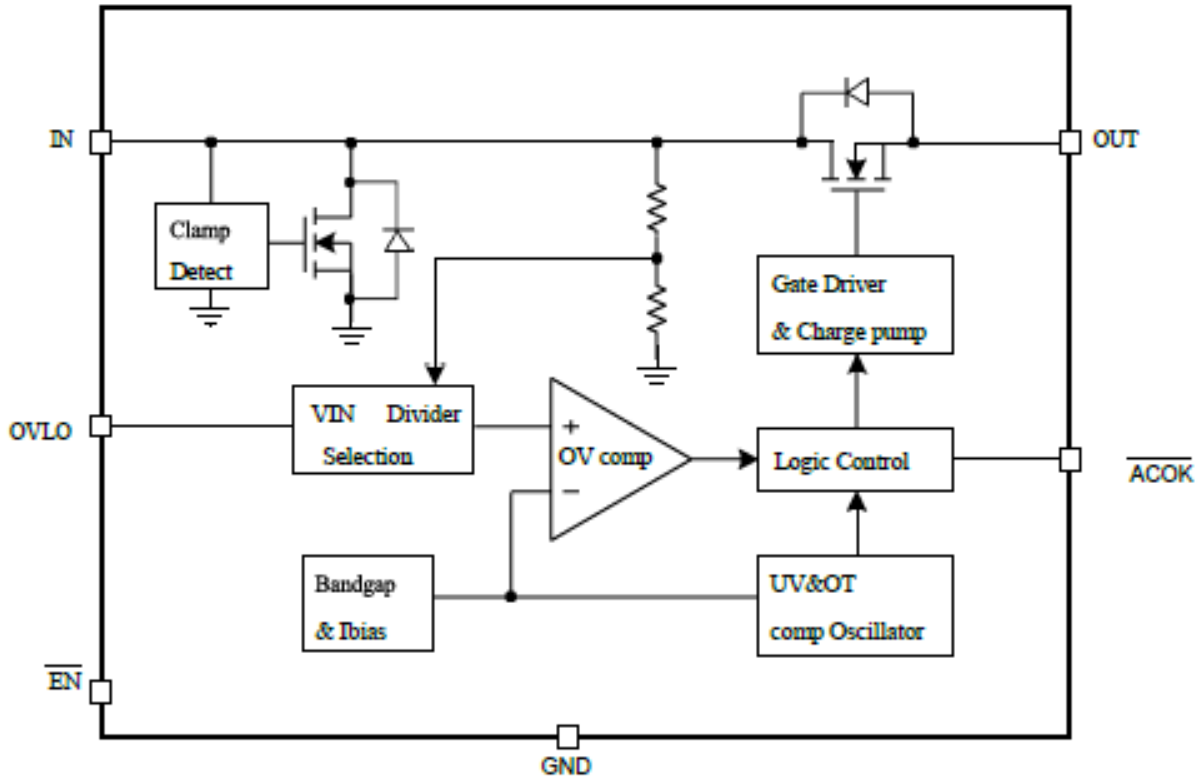 IN
OUT
Clamp
Detect
Gate Driver
& Charge pump
OVLO
VIN Divider
Selection
+
OV comp
−
Logic Control
ACOK
Bandgap
& Ibias
UV&OT
comp Oscillator
EN
GND